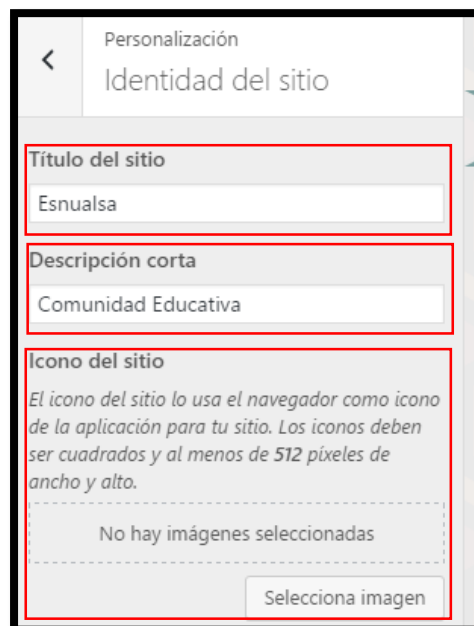 Personalización
Identidad del sitio
Título del sitio
Esnualsa
Descripción corta
Comunidad Educativa
Icono del sitio
El icono del sitio lo usa el navegador como icono
de la aplicación para tu sitio. Los iconos deben
ser cuadrados y al menos de 512 píxeles de
ancho y alto.
No hay imágenes seleccionadas
Selecciona imagen